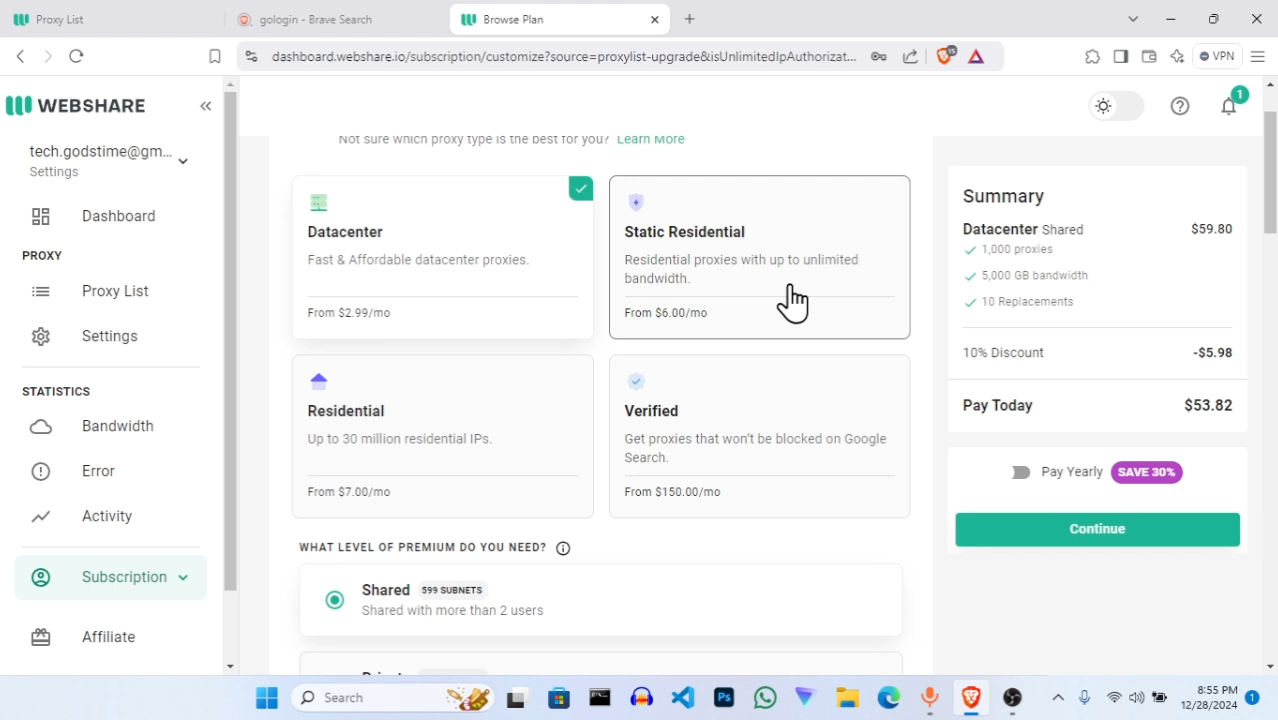 Proxy List
gologin - Brave Search
Browse Plan
dashboard.webshare.io/subscription/customize?source=proxylist-upgrade&isUnlimitedIpAuthorizat...
15
VPN
WEBSHARE
1
tech.godstime@gm...
Settings
Dashboard
PROXY
Proxy List
Settings
STATISTICS
Bandwidth
Error
Activity
Subscription
Affiliate
Not sure which proxy type is the best for you? Learn More
Datacenter
Fast & Affordable datacenter proxies.
From $2.99/mo
Static Residential
Residential proxies with up to unlimited
bandwidth.
From $6.00/mo
Residential
Up to 30 million residential IPs.
From $7.00/mo
Verified
Get proxies that won't be blocked on Google
Search.
From $150.00/mo
WHAT LEVEL OF PREMIUM DO YOU NEED?
Shared 599 SUBNETS
Shared with more than 2 users
Summary
Datacenter Shared $59.80
1,000 proxies
5,000 GB bandwidth
10 Replacements
10% Discount -$5.98
Pay Today $53.82
Pay Yearly SAVE 30%
Continue
Search
Ps
8:55 PM
12/28/2024
1